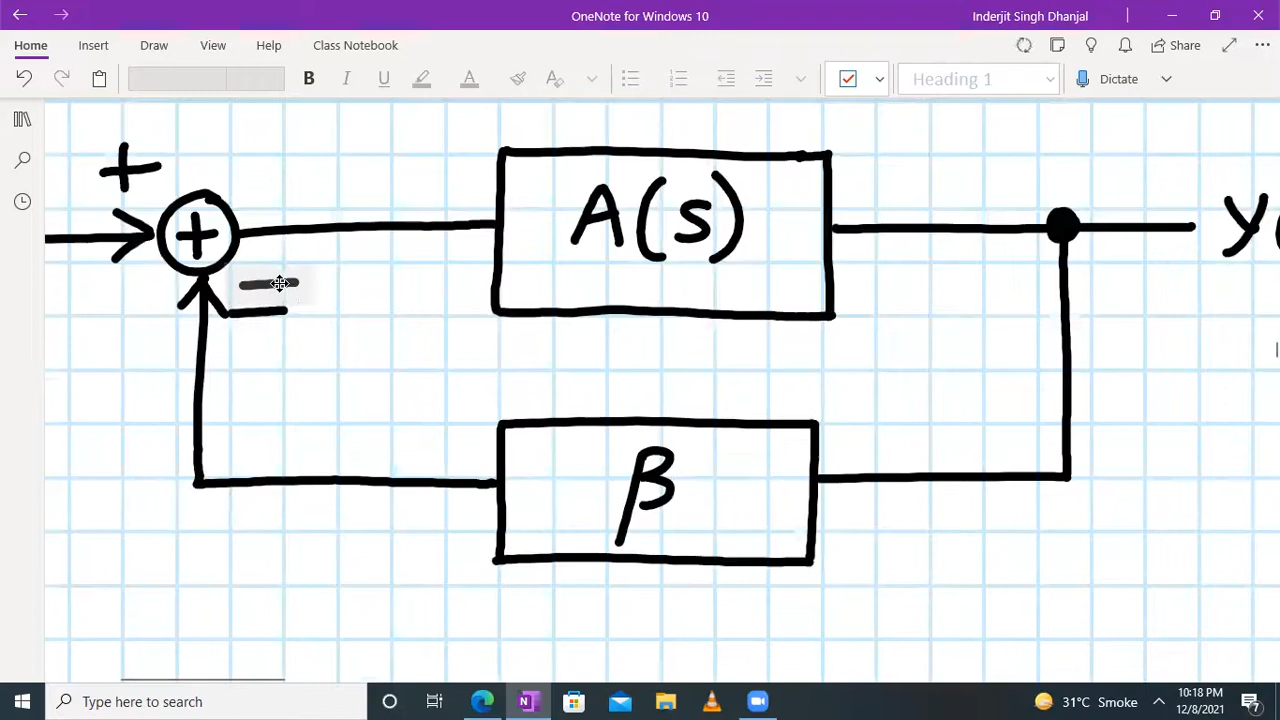 OneNote for Windows 10
Inderjit Singh Dhanjal
Home Insert Draw View Help Class Notebook
Share
B I U A
Heading 1
Dictate
+
+
A(s)
y(
−
β
Type here to search
31°C Smoke
10:18 PM
12/8/2021
7